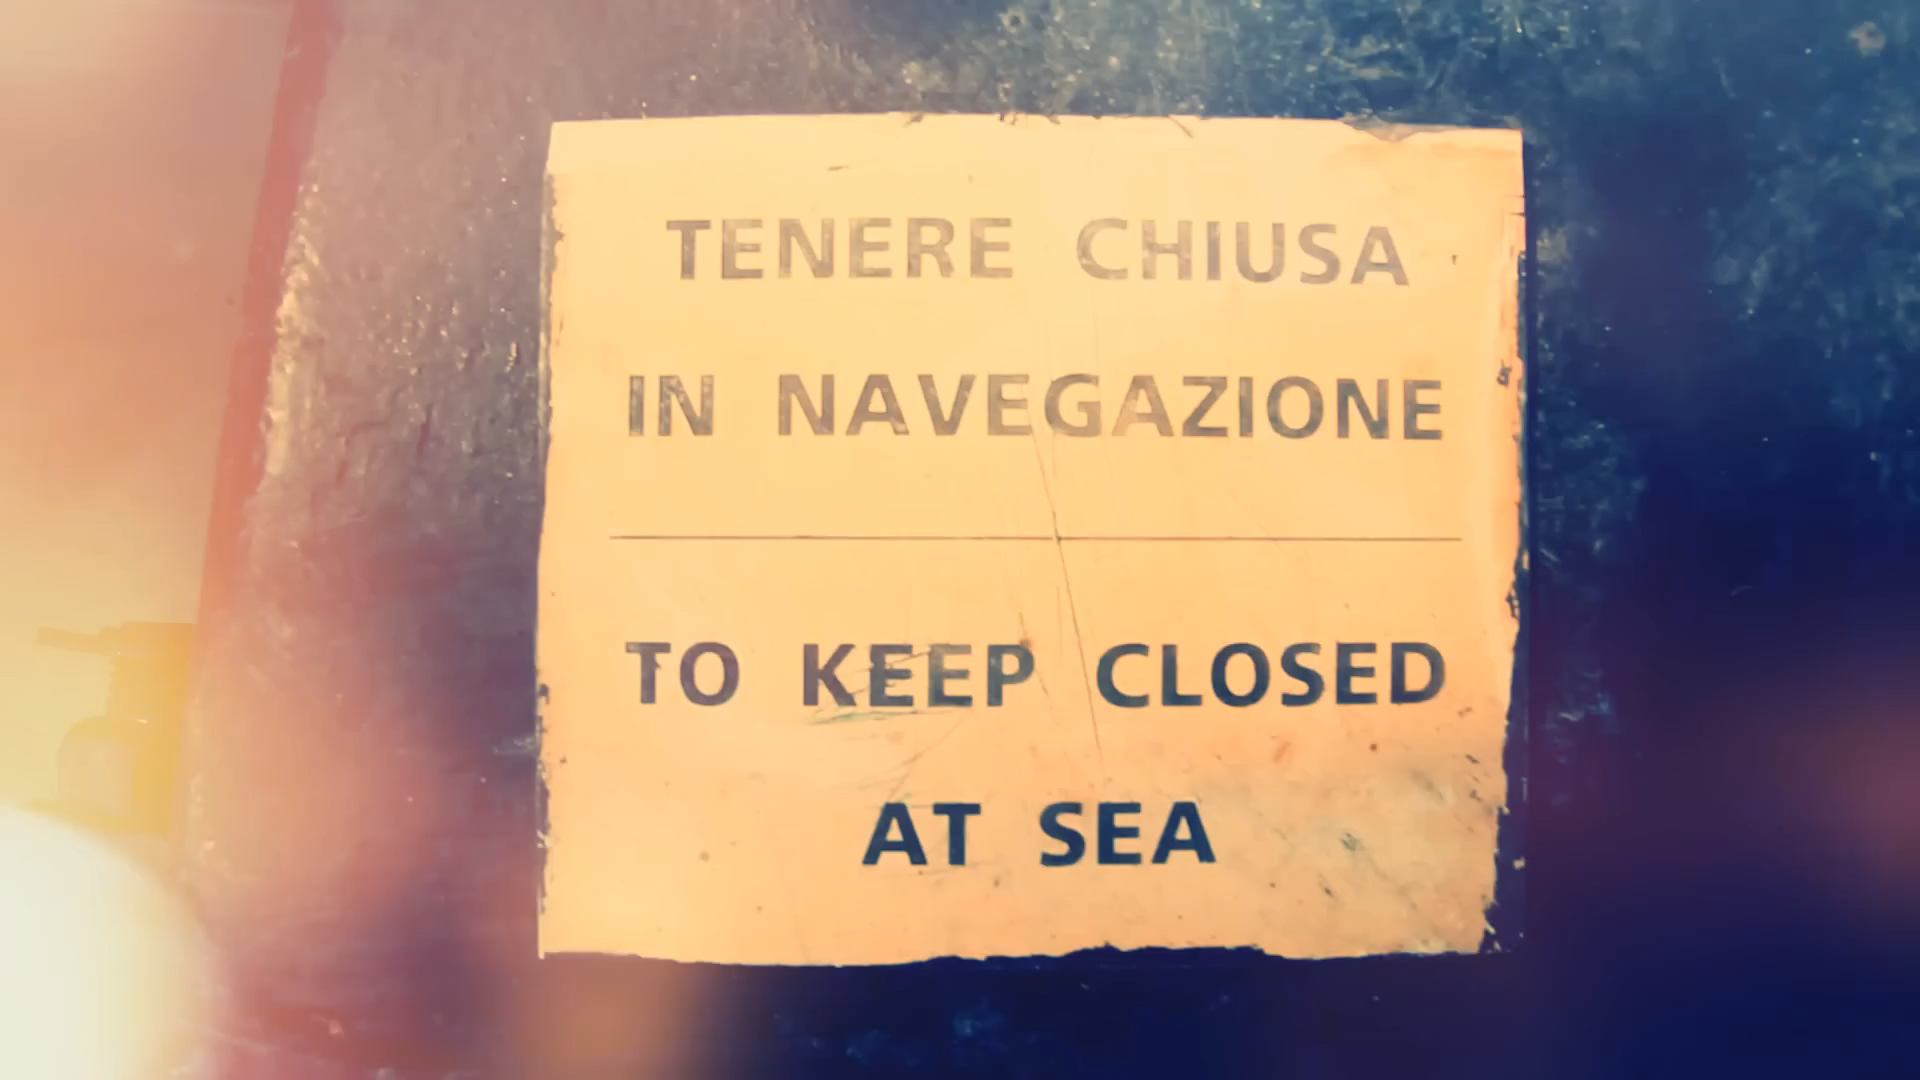 TENERE CHIUSA
IN NAVEGAZIONE
TO KEEP CLOSED
AT SEA